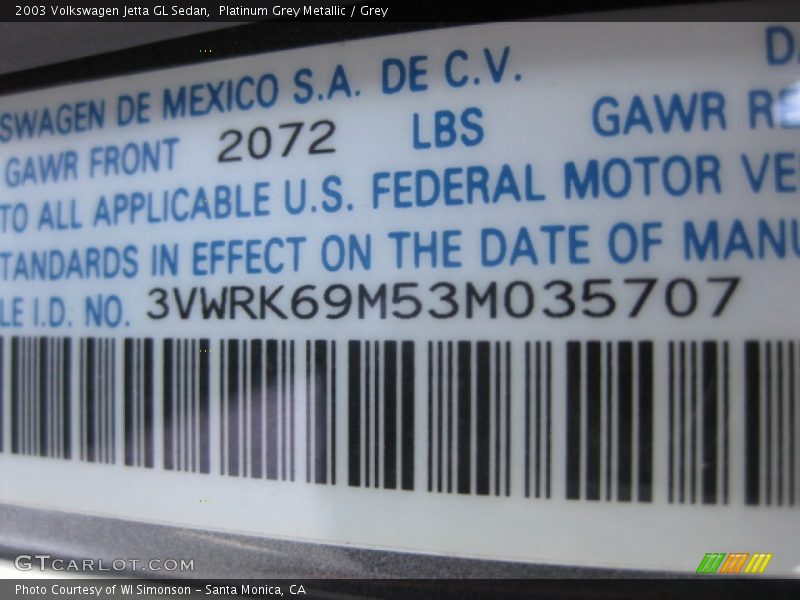 2003 Volkswagen Jetta GL Sedan, Platinum Grey Metallic / Grey
SWAGEN DE MEXICO S.A. DE C.V.
GAWR FRONT 2072 LBS GAWR R
TO ALL APPLICABLE U.S. FEDERAL MOTOR VE
TANDARDS IN EFFECT ON THE DATE OF MANU
LE I.D. NO. 3VWRK69M53M035707
GTCARLOT.COM
Photo Courtesy of WI Simonson - Santa Monica, CA